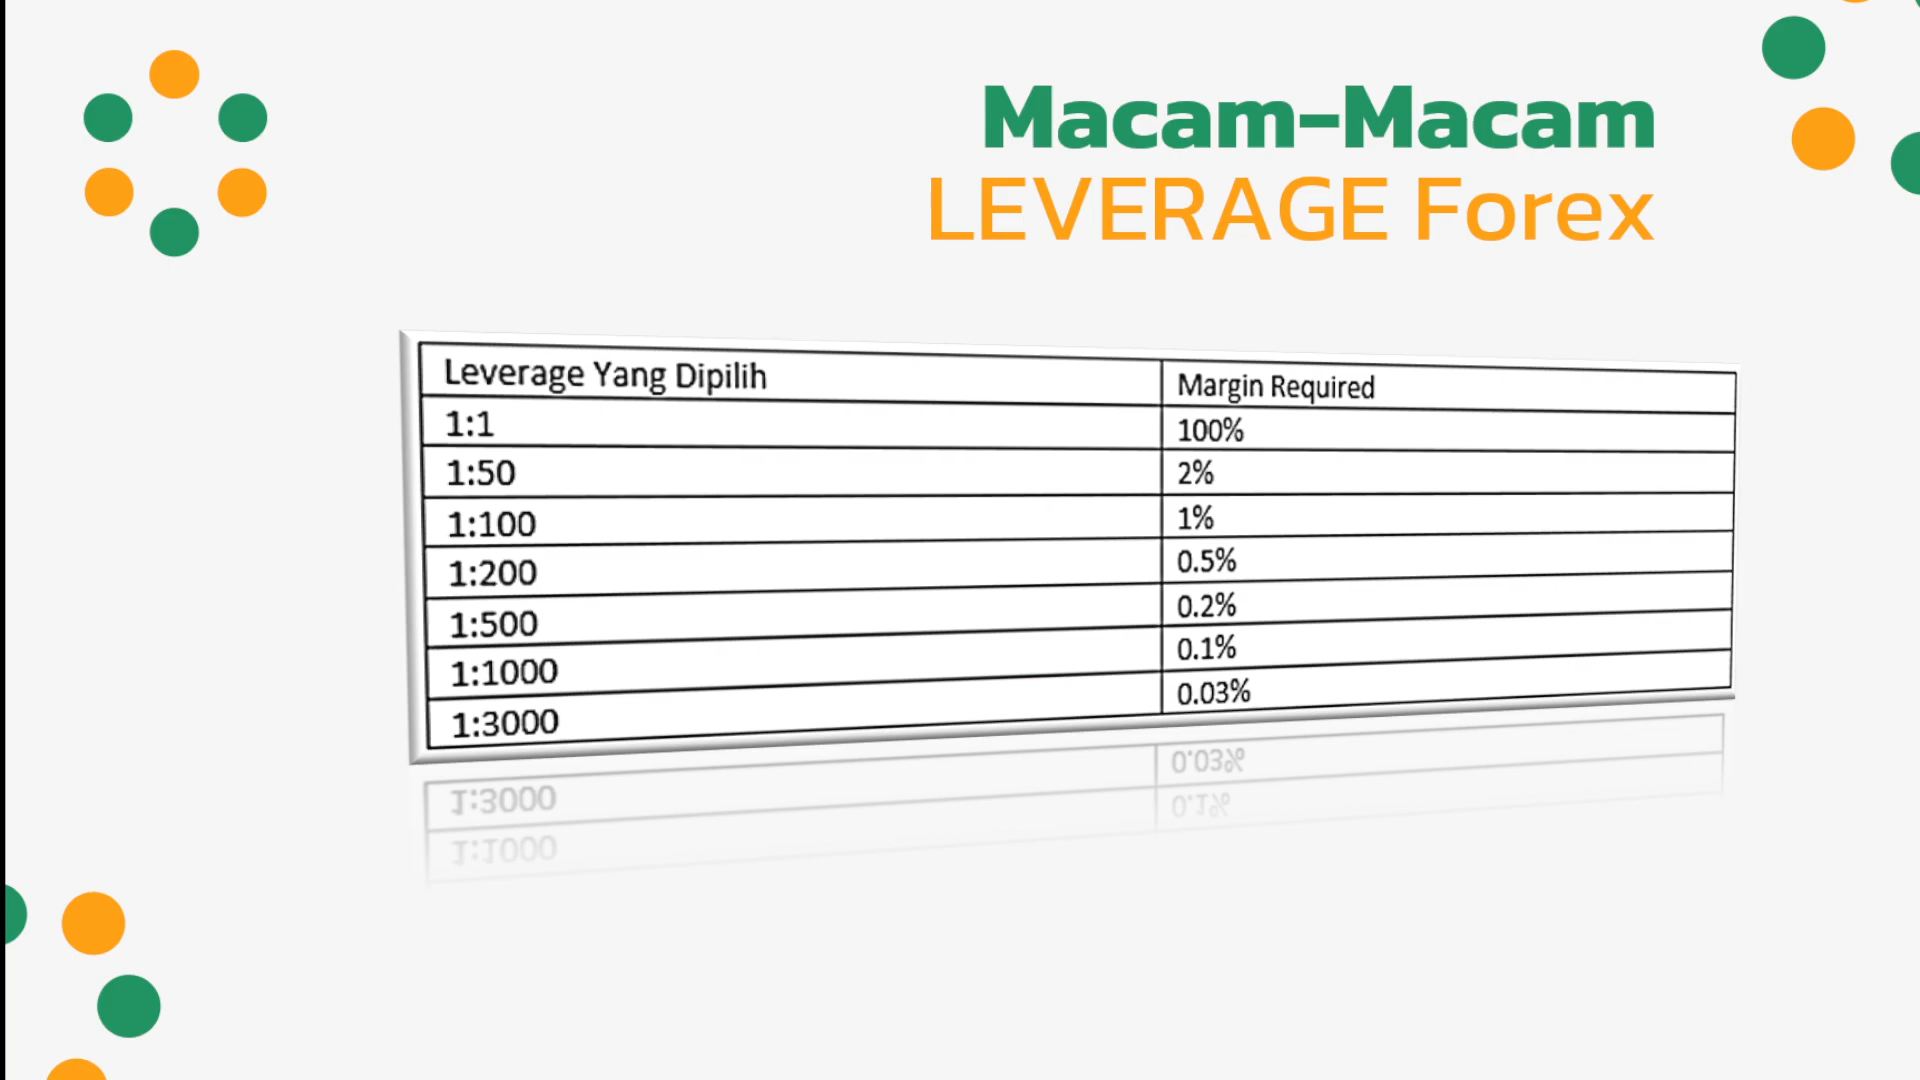 Macam-Macam
LEVERAGE Forex
Leverage Yang Dipilih Margin Required
1:1 100%
1:50 2%
1:100 1%
1:200 0.5%
1:500 0.2%
1:1000 0.1%
1:3000 0.03%